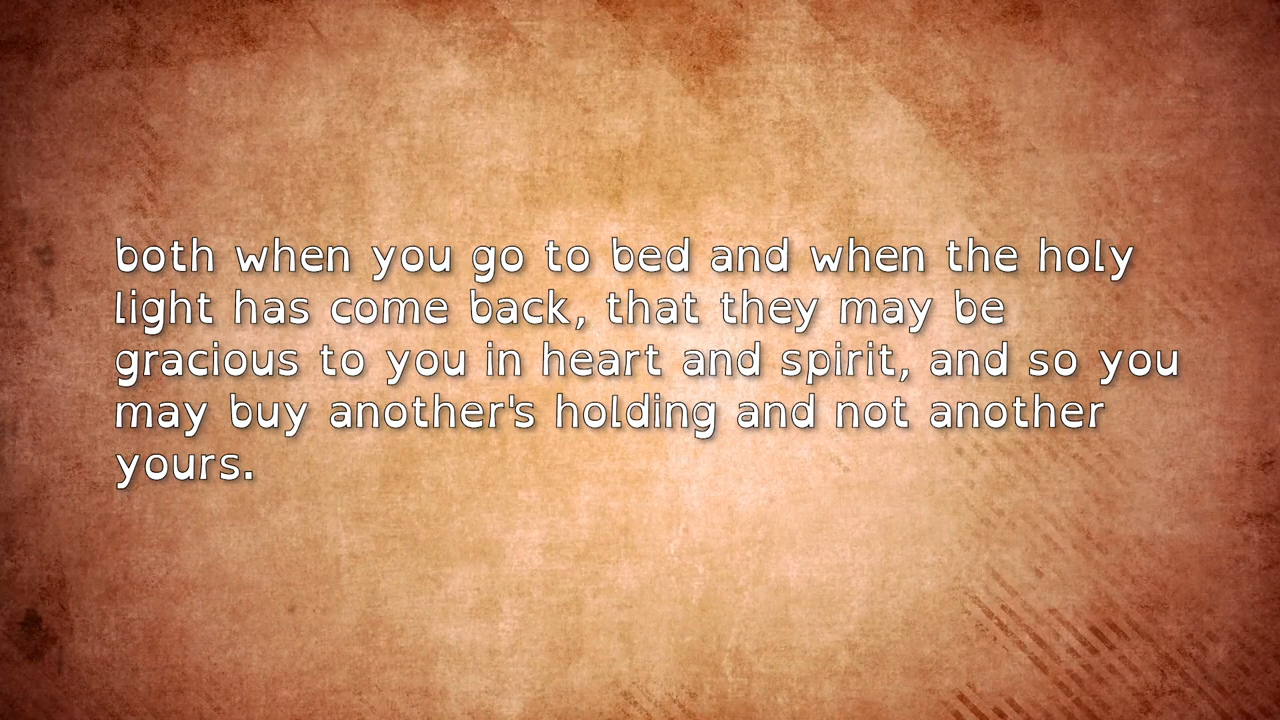 both when you go to bed and when the holy
light has come back, that they may be
gracious to you in heart and spirit, and so you
may buy another's holding and not another
yours.